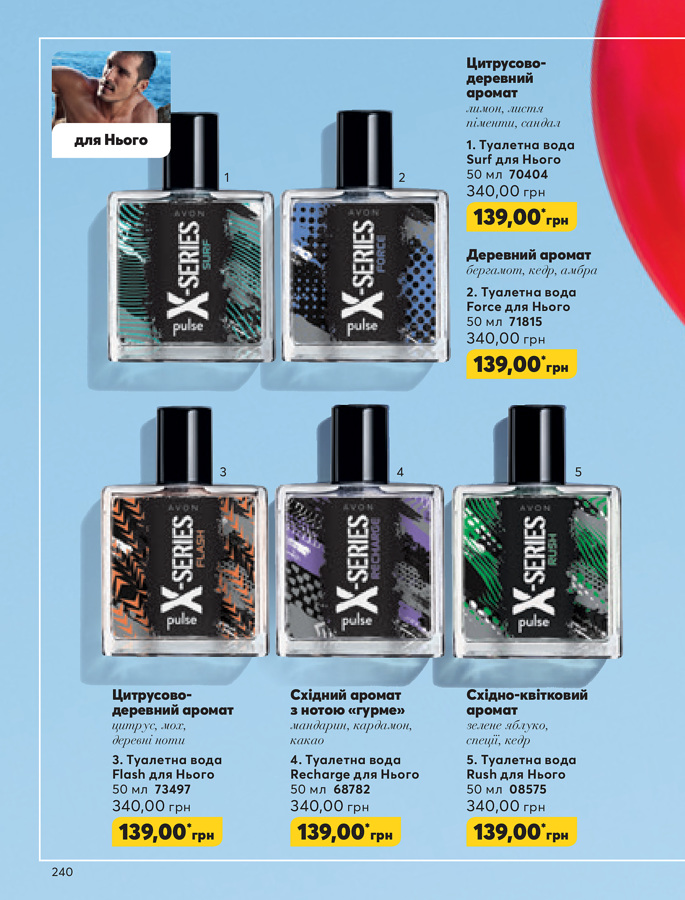 для Нього
1
AVON
X-SERIES
SURF
pulse
2
AVON
X-SERIES
FORCE
pulse
Цитрусово-
деревний
аромат
лимон, листя
піменти, сандал
1. Туалетна вода
Surf для Нього
50 мл 70404
340,00 грн
139,00* грн
Деревний аромат
бергамот, кедр, амбра
2. Туалетна вода
Force для Нього
50 мл 71815
340,00 грн
139,00* грн
3
AVON
X-SERIES
FLASH
pulse
4
AVON
X-SERIES
RECHARGE
pulse
5
AVON
X-SERIES
RUSH
pulse
Цитрусово-
деревний аромат
цитрус, мох,
деревні ноти
3. Туалетна вода
Flash для Нього
50 мл 73497
340,00 грн
139,00* грн
Східний аромат
з нотою «гурме»
мандарин, кардамон,
какао
4. Туалетна вода
Recharge для Нього
50 мл 68782
340,00 грн
139,00* грн
Східно-квітковий
аромат
зелене яблуко,
спеції, кедр
5. Туалетна вода
Rush для Нього
50 мл 08575
340,00 грн
139,00* грн
240